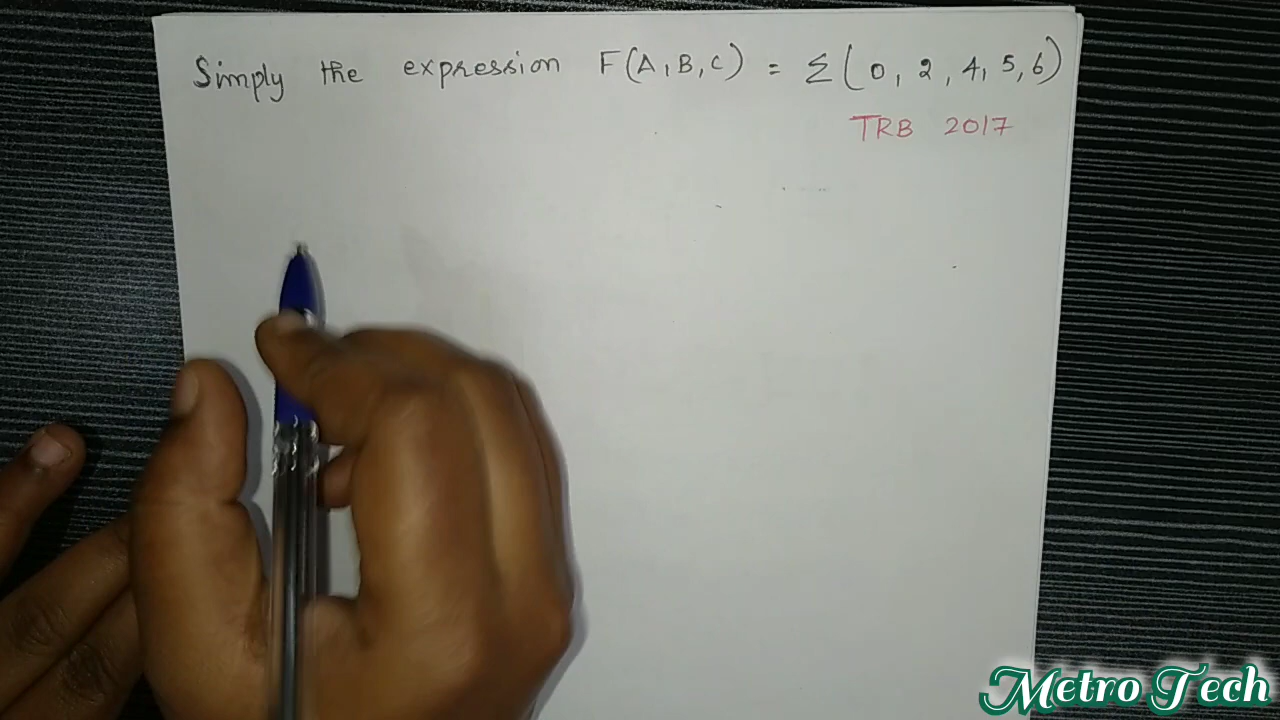 Simply the expression F(A,B,C) = Σ(0, 2, 4, 5, 6)
TRB 2017
Metro Tech